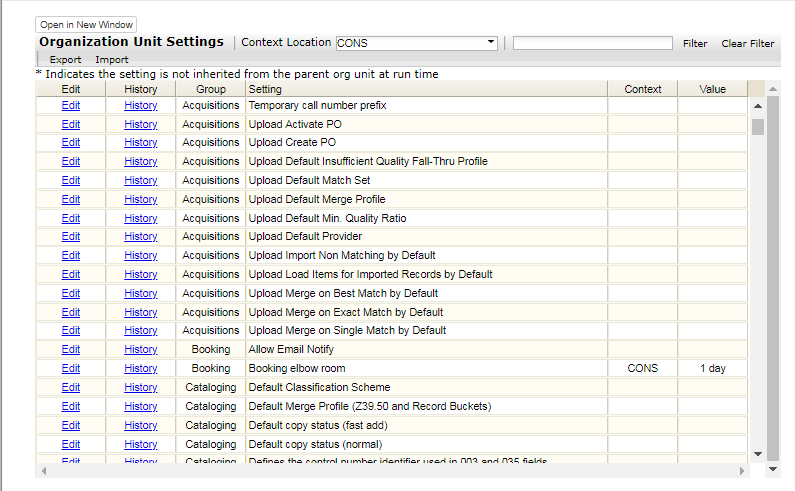 Open in New Window
Organization Unit Settings Context Location CONS Filter Clear Filter
Export Import
* Indicates the setting is not inherited from the parent org unit at run time
Edit History Group Setting Context Value
Edit History Acquisitions Temporary call number prefix
Edit History Acquisitions Upload Activate PO
Edit History Acquisitions Upload Create PO
Edit History Acquisitions Upload Default Insufficient Quality Fall-Thru Profile
Edit History Acquisitions Upload Default Match Set
Edit History Acquisitions Upload Default Merge Profile
Edit History Acquisitions Upload Default Min. Quality Ratio
Edit History Acquisitions Upload Default Provider
Edit History Acquisitions Upload Import Non Matching by Default
Edit History Acquisitions Upload Load Items for Imported Records by Default
Edit History Acquisitions Upload Merge on Best Match by Default
Edit History Acquisitions Upload Merge on Exact Match by Default
Edit History Acquisitions Upload Merge on Single Match by Default
Edit History Booking Allow Email Notify
Edit History Booking Booking elbow room CONS 1 day
Edit History Cataloging Default Classification Scheme
Edit History Cataloging Default Merge Profile (Z39.50 and Record Buckets)
Edit History Cataloging Default copy status (fast add)
Edit History Cataloging Default copy status (normal)
Edit History Cataloging Defines the control number identifier used in 003 and 035 fields